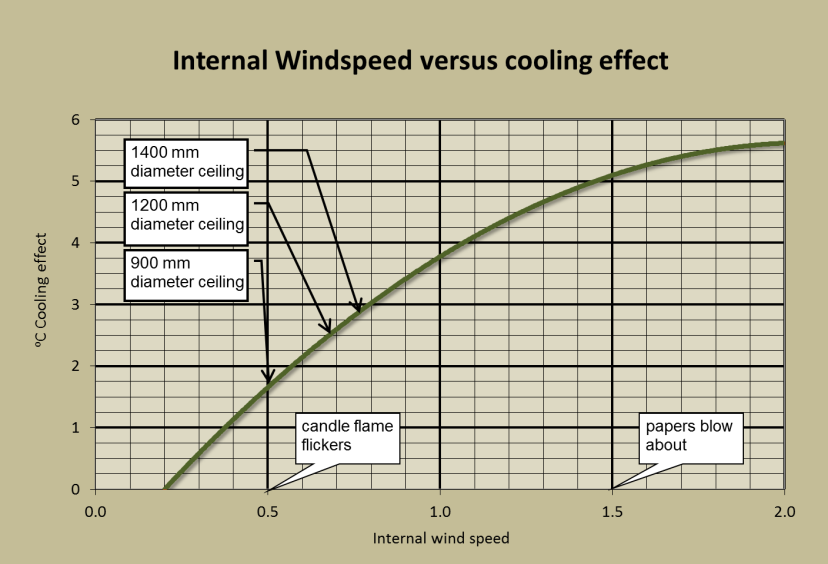 Internal Windspeed versus cooling effect
6
5
4
3
2
1
0
ºC Cooling effect
1400 mm
diameter ceiling
1200 mm
diameter ceiling
900 mm
diameter ceiling
candle flame
flickers
papers blow
about
0.0
0.5
1.0
1.5
2.0
Internal wind speed